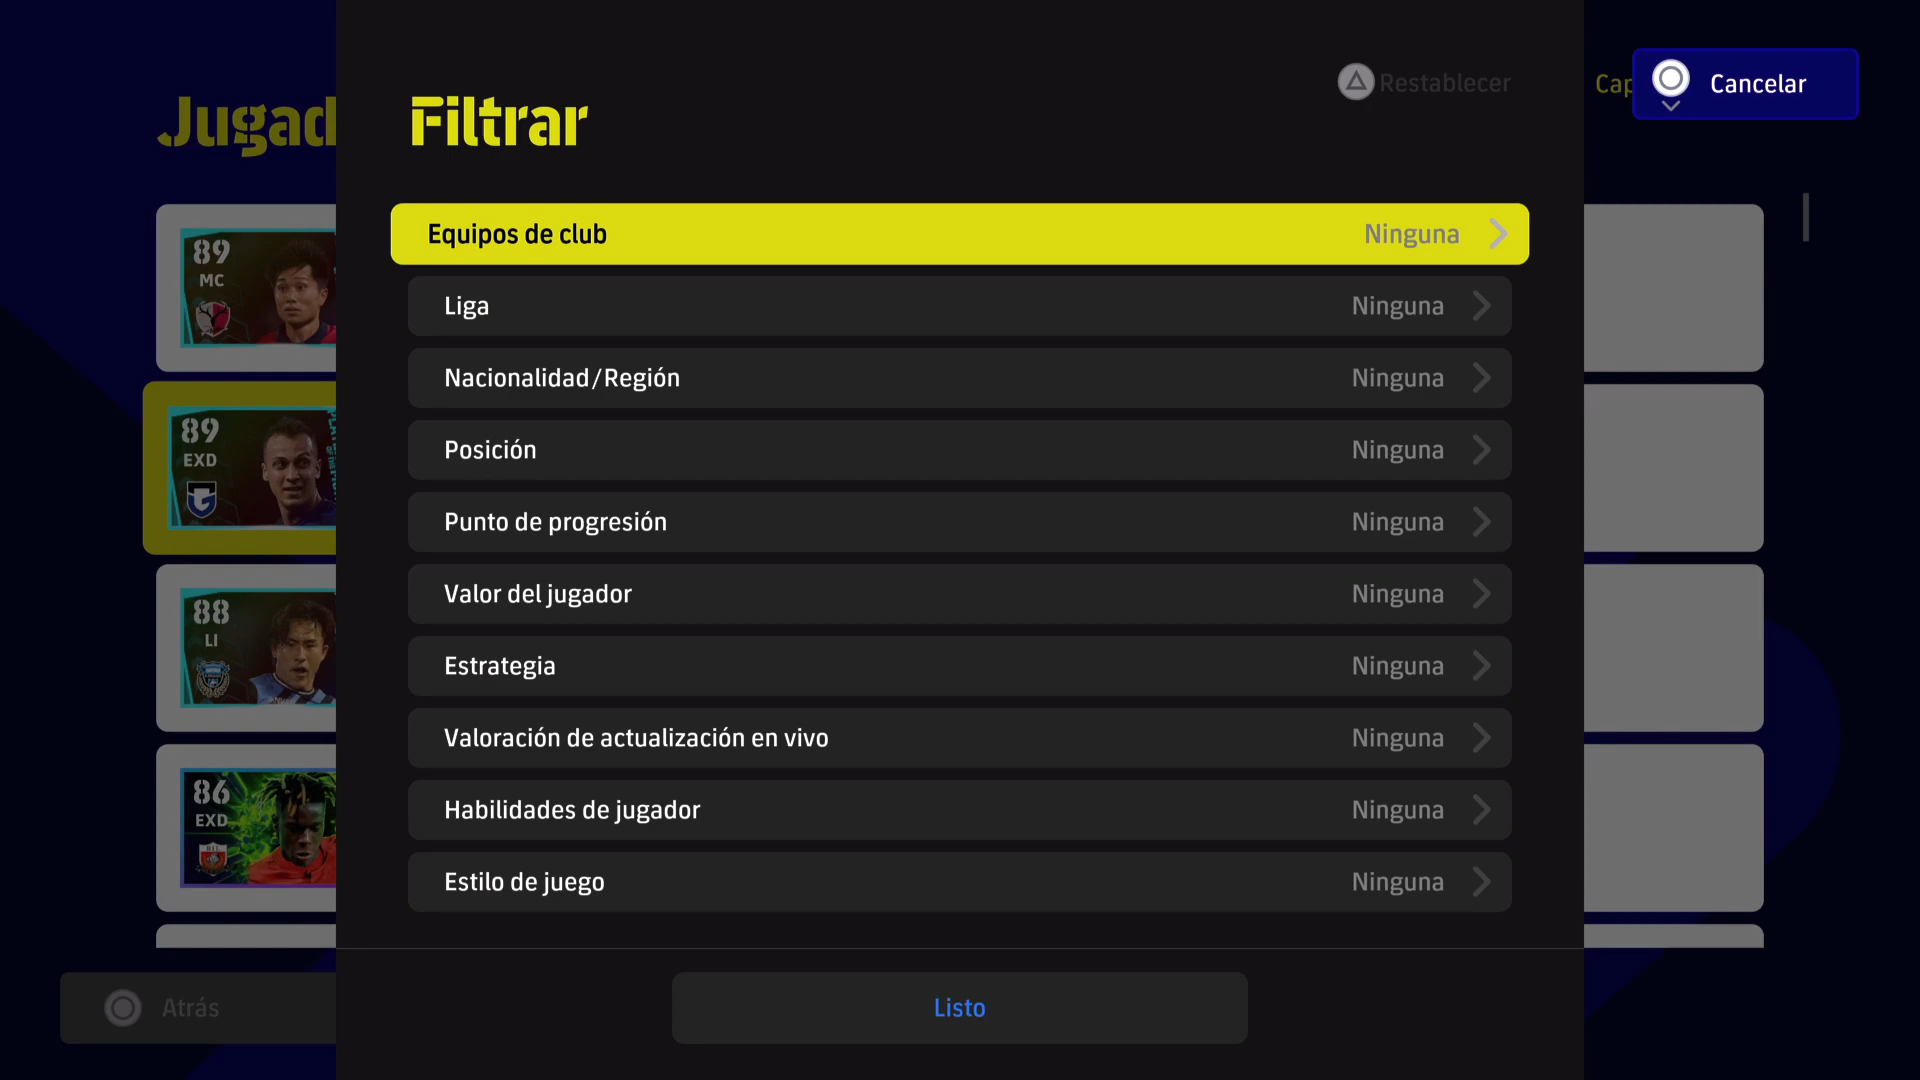 Jugad
Filtrar
Restablecer
Cap
Cancelar
Equipos de club Ninguna
Liga Ninguna
Nacionalidad/Región Ninguna
Posición Ninguna
Punto de progresión Ninguna
Valor del jugador Ninguna
Estrategia Ninguna
Valoración de actualización en vivo Ninguna
Habilidades de jugador Ninguna
Estilo de juego Ninguna
89
MC
89
EXD
88
LI
86
EXD
Atrás
Listo